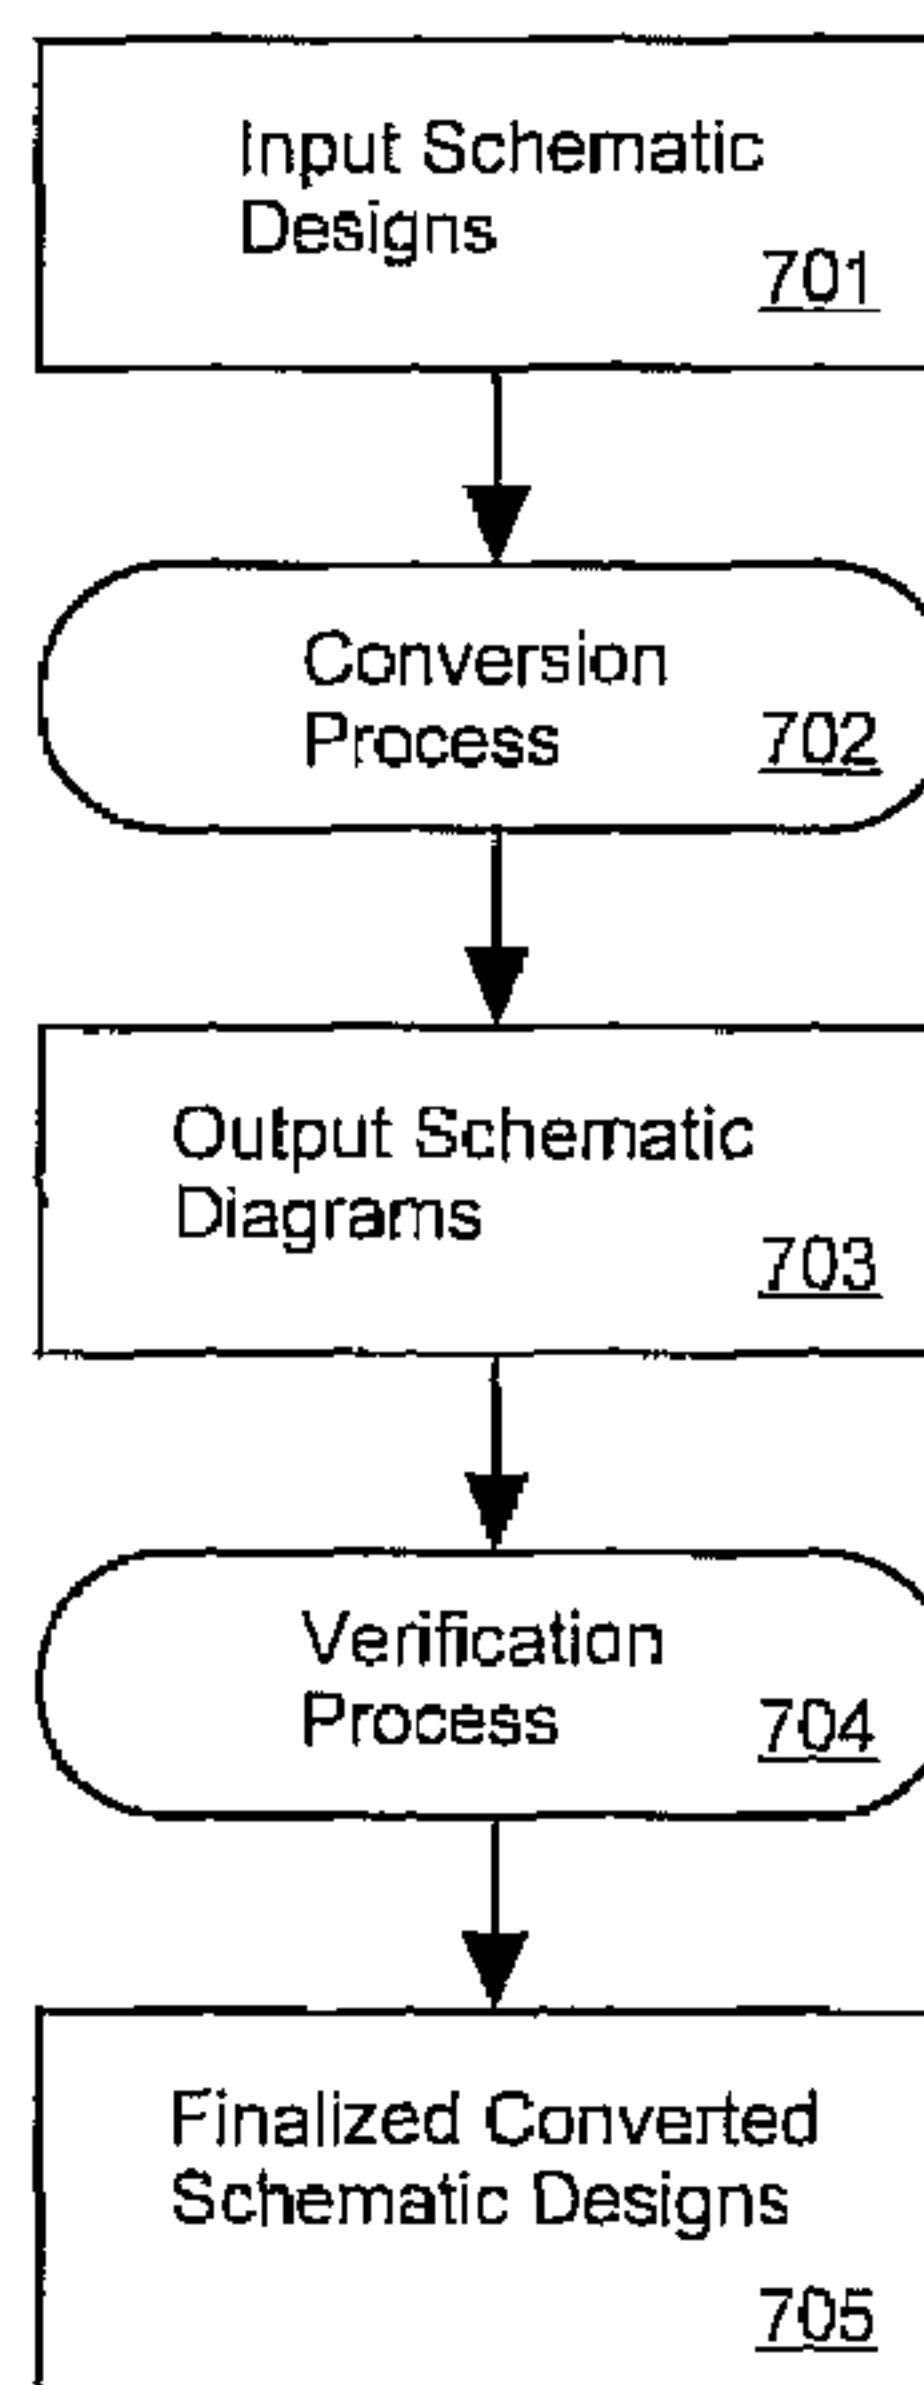 Input Schematic
Designs
701
Conversion
Process 702
Output Schematic
Diagrams
703
Verification
Process 704
Finalized Converted
Schematic Designs
705